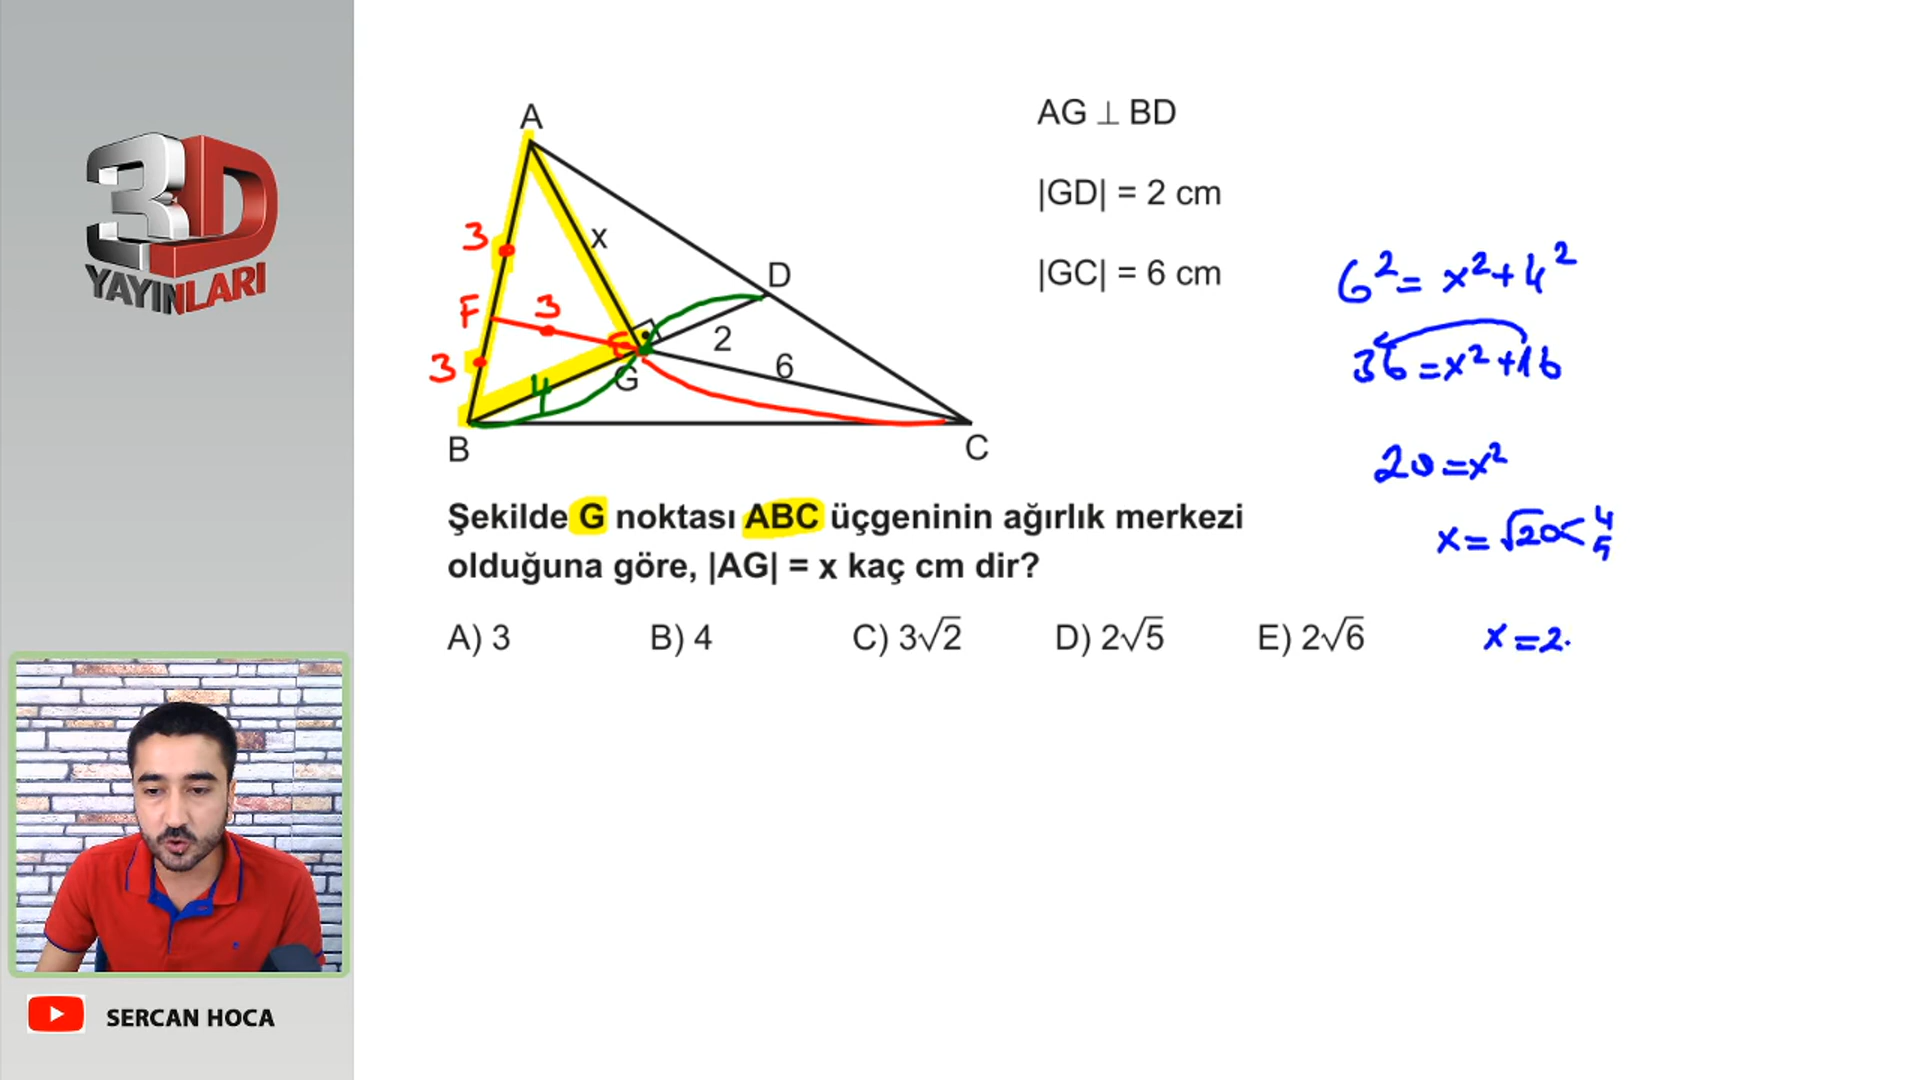 3D
YAYINLARI
A
x
3
F
3
D
2
6
3
4
G
B
C
AG ⊥ BD
|GD| = 2 cm
|GC| = 6 cm
6² = x² + 4²
36 = x² + 16
20 = x²
x = √20 < 4 5
x = 2.
Şekilde G noktası ABC üçgeninin ağırlık merkezi
olduğuna göre, |AG| = x kaç cm dir?
A) 3 B) 4 C) 3√2 D) 2√5 E) 2√6
SERCAN HOCA